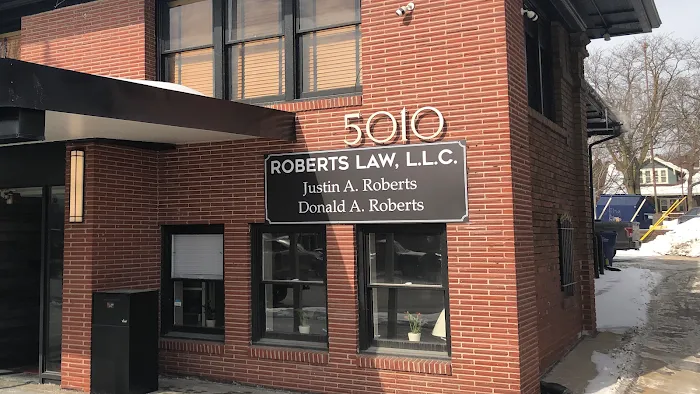 5010
ROBERTS LAW, L.L.C.
Justin A. Roberts
Donald A. Roberts